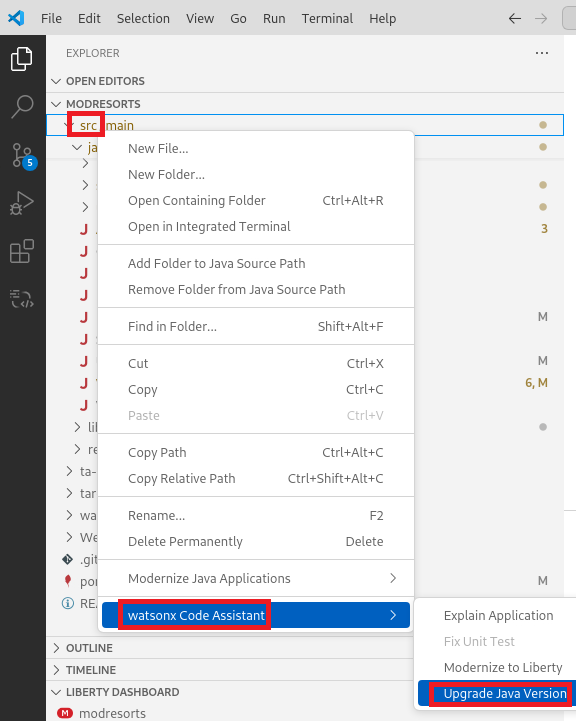 File Edit Selection View Go Run Terminal Help
EXPLORER
OPEN EDITORS
MODRESORTS
src main
ja
New File...
New Folder...
Open Containing Folder Ctrl+Alt+R
Open in Integrated Terminal
3
5
Add Folder to Java Source Path
Remove Folder from Java Source Path
M
Find in Folder... Shift+Alt+F
Cut Ctrl+X
M
Copy Ctrl+C
6, M
Paste Ctrl+V
lil
Copy Path Ctrl+Alt+C
re
ta-
Copy Relative Path Ctrl+Shift+Alt+C
tar
wa
Rename... F2
We
Delete Permanently Delete
.git
po
Modernize Java Applications
M
REA
watsonx Code Assistant
Explain Application
Fix Unit Test
Modernize to Liberty
Upgrade Java Version
OUTLINE
TIMELINE
LIBERTY DASHBOARD
M modresorts